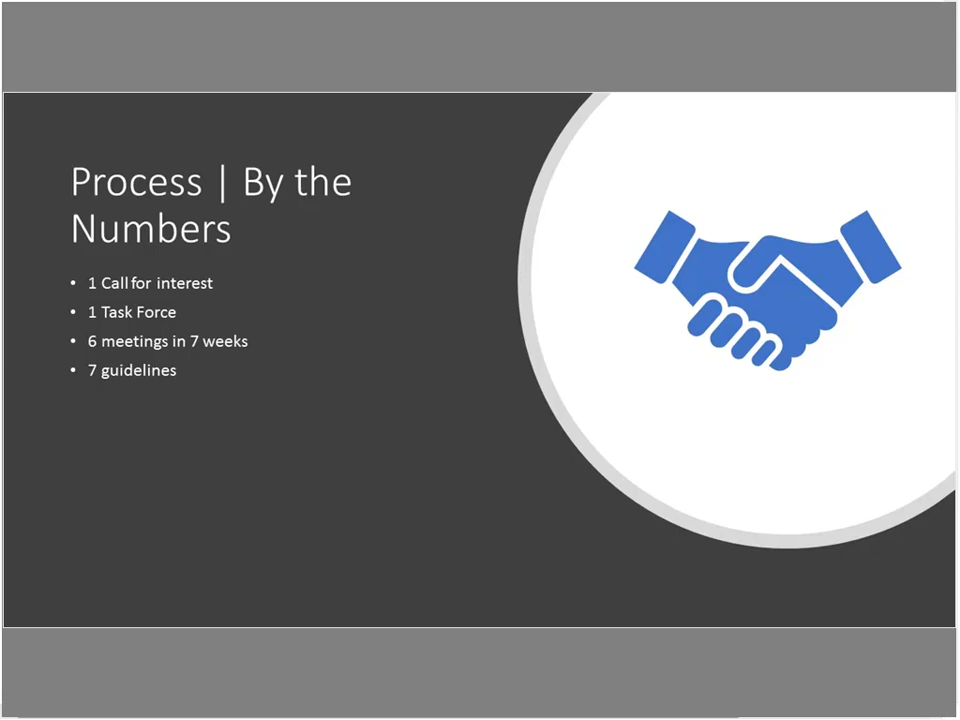 Process | By the
Numbers
• 1 Call for interest
• 1 Task Force
• 6 meetings in 7 weeks
• 7 guidelines